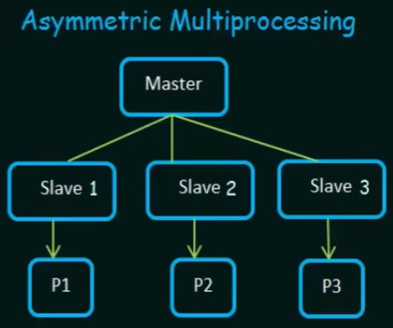 Asymmetric Multiprocessing
Master
Slave 1
Slave 2
Slave 3
P1
P2
P3